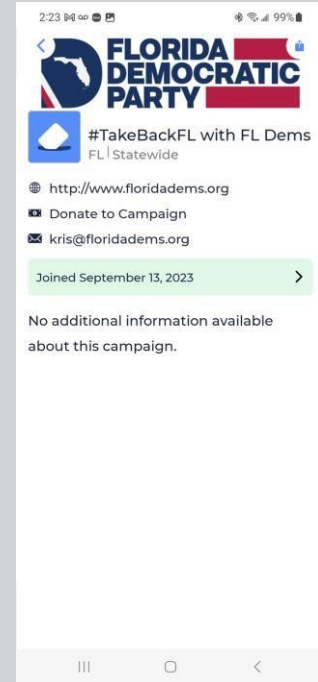 2:23
99%
FLORIDA
DEMOCRATIC
PARTY
#TakeBackFL with FL Dems
FL | Statewide
http://www.floridadems.org
Donate to Campaign
kris@floridadems.org
Joined September 13, 2023
No additional information available
about this campaign.